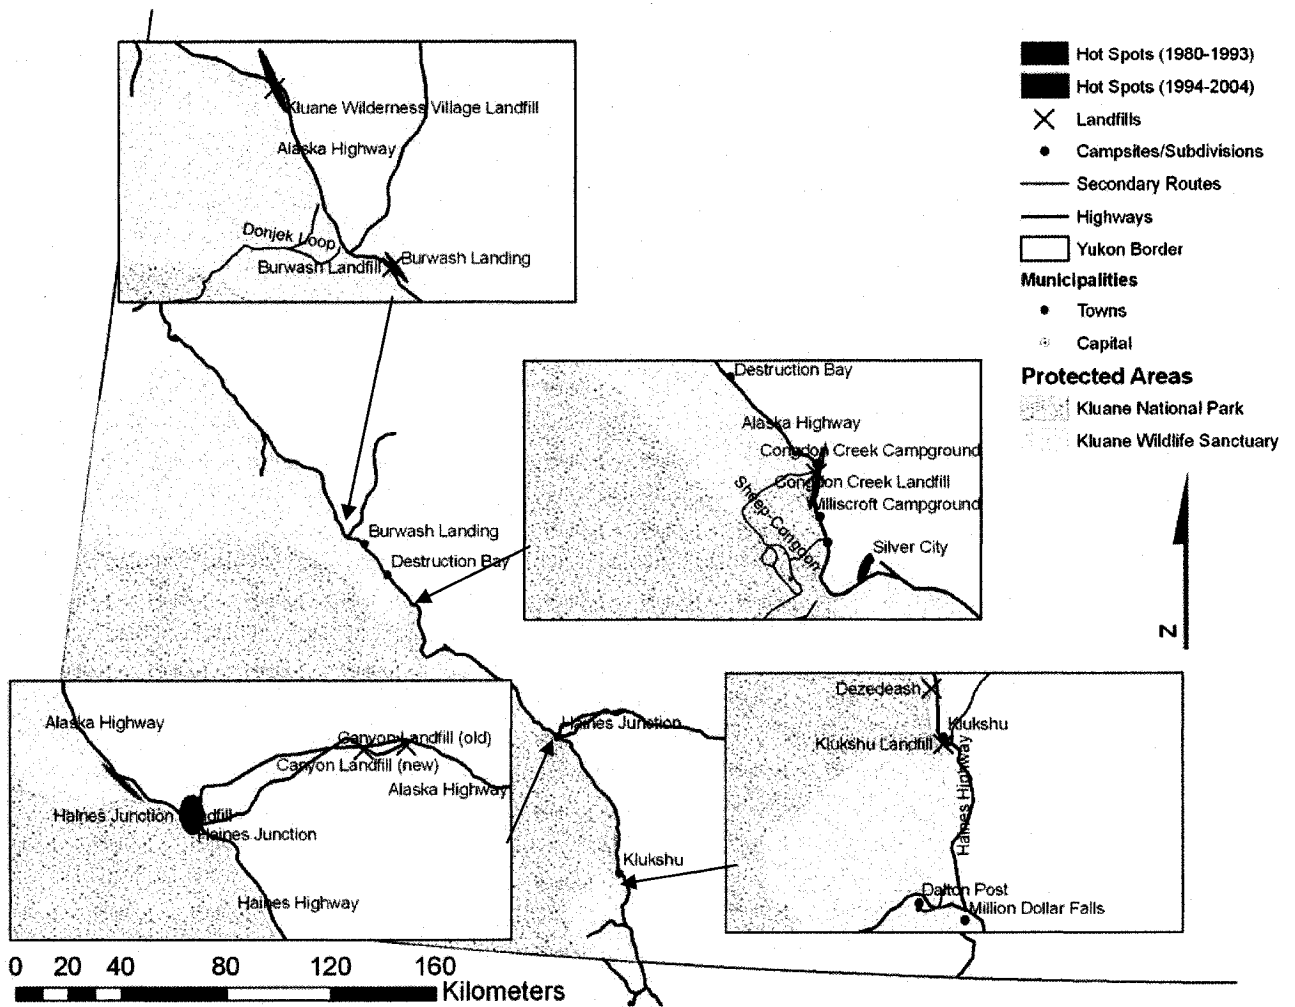 Kluane Wilderness Village Landfill
Alaska Highway
Donjek Loop
Burwash Landfill
Burwash Landing
Hot Spots (1980-1993)
Hot Spots (1994-2004)
Landfills
Campsites/Subdivisions
Secondary Routes
Highways
Yukon Border
Municipalities
Towns
Capital
Protected Areas
Kluane National Park
Kluane Wildlife Sanctuary
Destruction Bay
Alaska Highway
Congdon Creek Campground
Congdon Creek Landfill
Milliscroft Campground
Sheep-Congdon
Silver City
Burwash Landing
Destruction Bay
N
Haines Junction
Klukshu
Alaska Highway
Canyon Landfill (old)
Canyon Landfill (new)
Alaska Highway
Haines Junction Landfill
Haines Junction
Haines Highway
Dezedeash
Klukshu
Klukshu Landfill
Haines Highway
Dalton Post
Million Dollar Falls
0 20 40 80 120 160
Kilometers